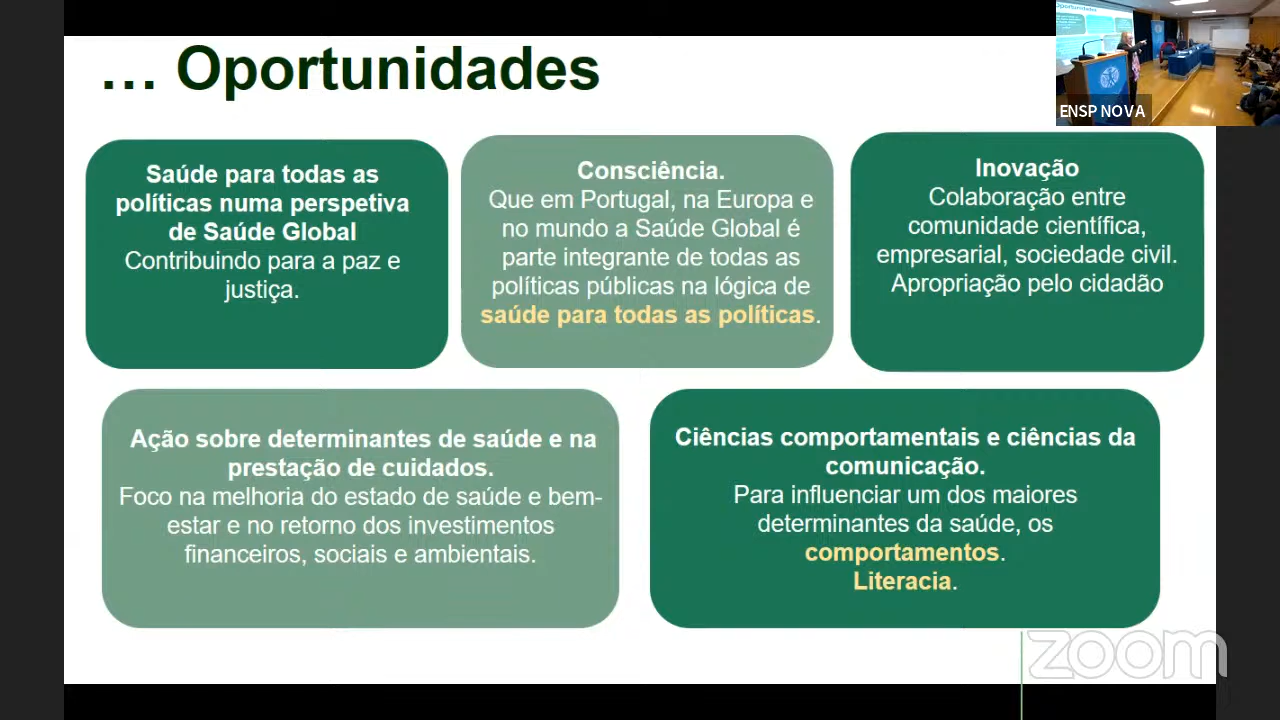 ... Oportunidades
ENSP NOVA
Saúde para todas as
políticas numa perspetiva
de Saúde Global
Contribuindo para a paz e
justiça.
Consciência.
Que em Portugal, na Europa e
no mundo a Saúde Global é
parte integrante de todas as
políticas públicas na lógica de
saúde para todas as políticas.
Inovação
Colaboração entre
comunidade científica,
empresarial, sociedade civil.
Apropriação pelo cidadão
Ação sobre determinantes de saúde e na
prestação de cuidados.
Foco na melhoria do estado de saúde e bem-
estar e no retorno dos investimentos
financeiros, sociais e ambientais.
Ciências comportamentais e ciências da
comunicação.
Para influenciar um dos maiores
determinantes da saúde, os
comportamentos.
Literacia.
zoom